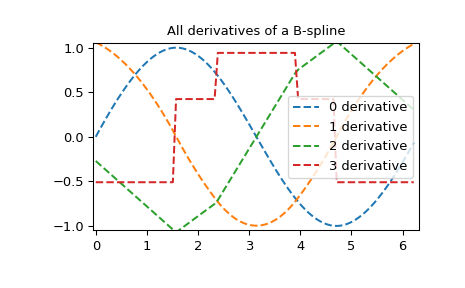 All derivatives of a B-spline
1.0
0.5
0.0
−0.5
−1.0
0 derivative
1 derivative
2 derivative
3 derivative
0 1 2 3 4 5 6